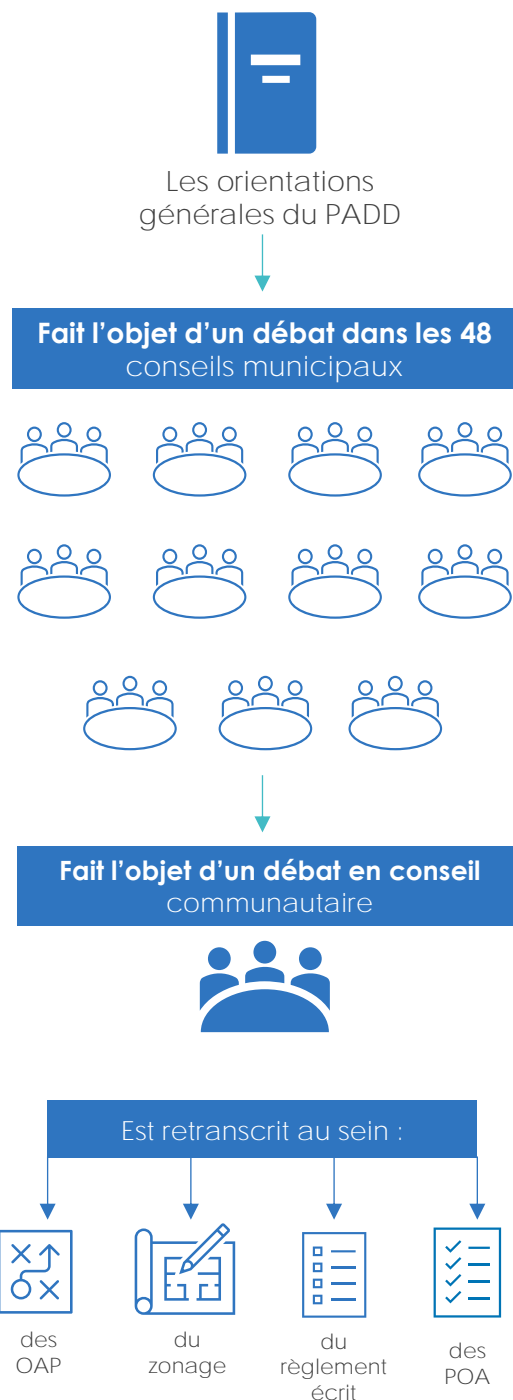 Les orientations
générales du PADD
Fait l’objet d’un débat dans les 48
conseils municipaux
Fait l’objet d’un débat en conseil
communautaire
Est retranscrit au sein :
des
OAP
du
zonage
du
règlement
écrit
des
POA